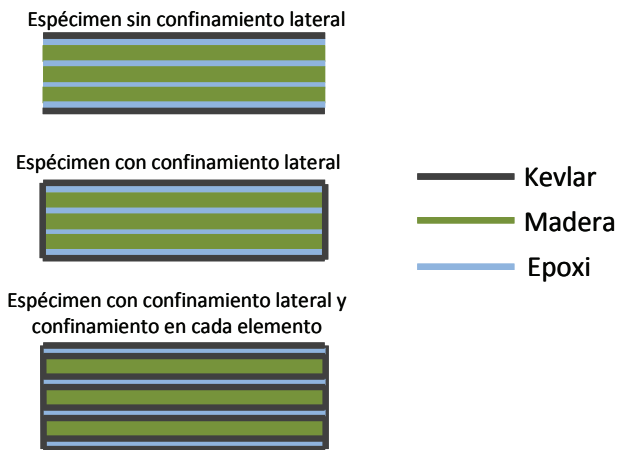 Espécimen sin confinamiento lateral
Espécimen con confinamiento lateral
Kevlar
Madera
Epoxi
Espécimen con confinamiento lateral y
confinamiento en cada elemento